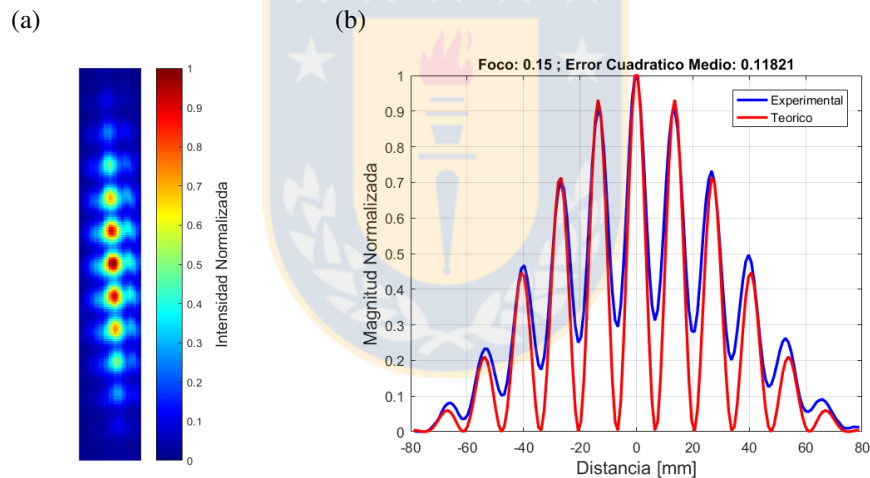 (a)
(b)
1
0.9
0.8
0.7
0.6
0.5
0.4
0.3
0.2
0.1
0
Intensidad Normalizada
Foco: 0.15 ; Error Cuadratico Medio: 0.11821
Experimental
Teorico
Magnitud Normalizada
1
0.9
0.8
0.7
0.6
0.5
0.4
0.3
0.2
0.1
0
-80 -60 -40 -20 0 20 40 60 80
Distancia [mm]